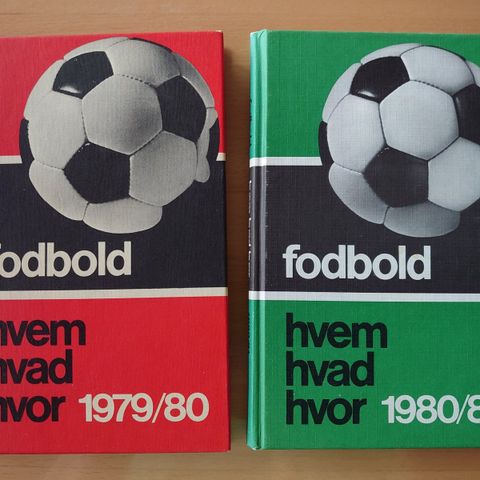 fodbold
hvem
hvad
hvor 1979/80
fodbold
hvem
hvad
hvor 1980/8